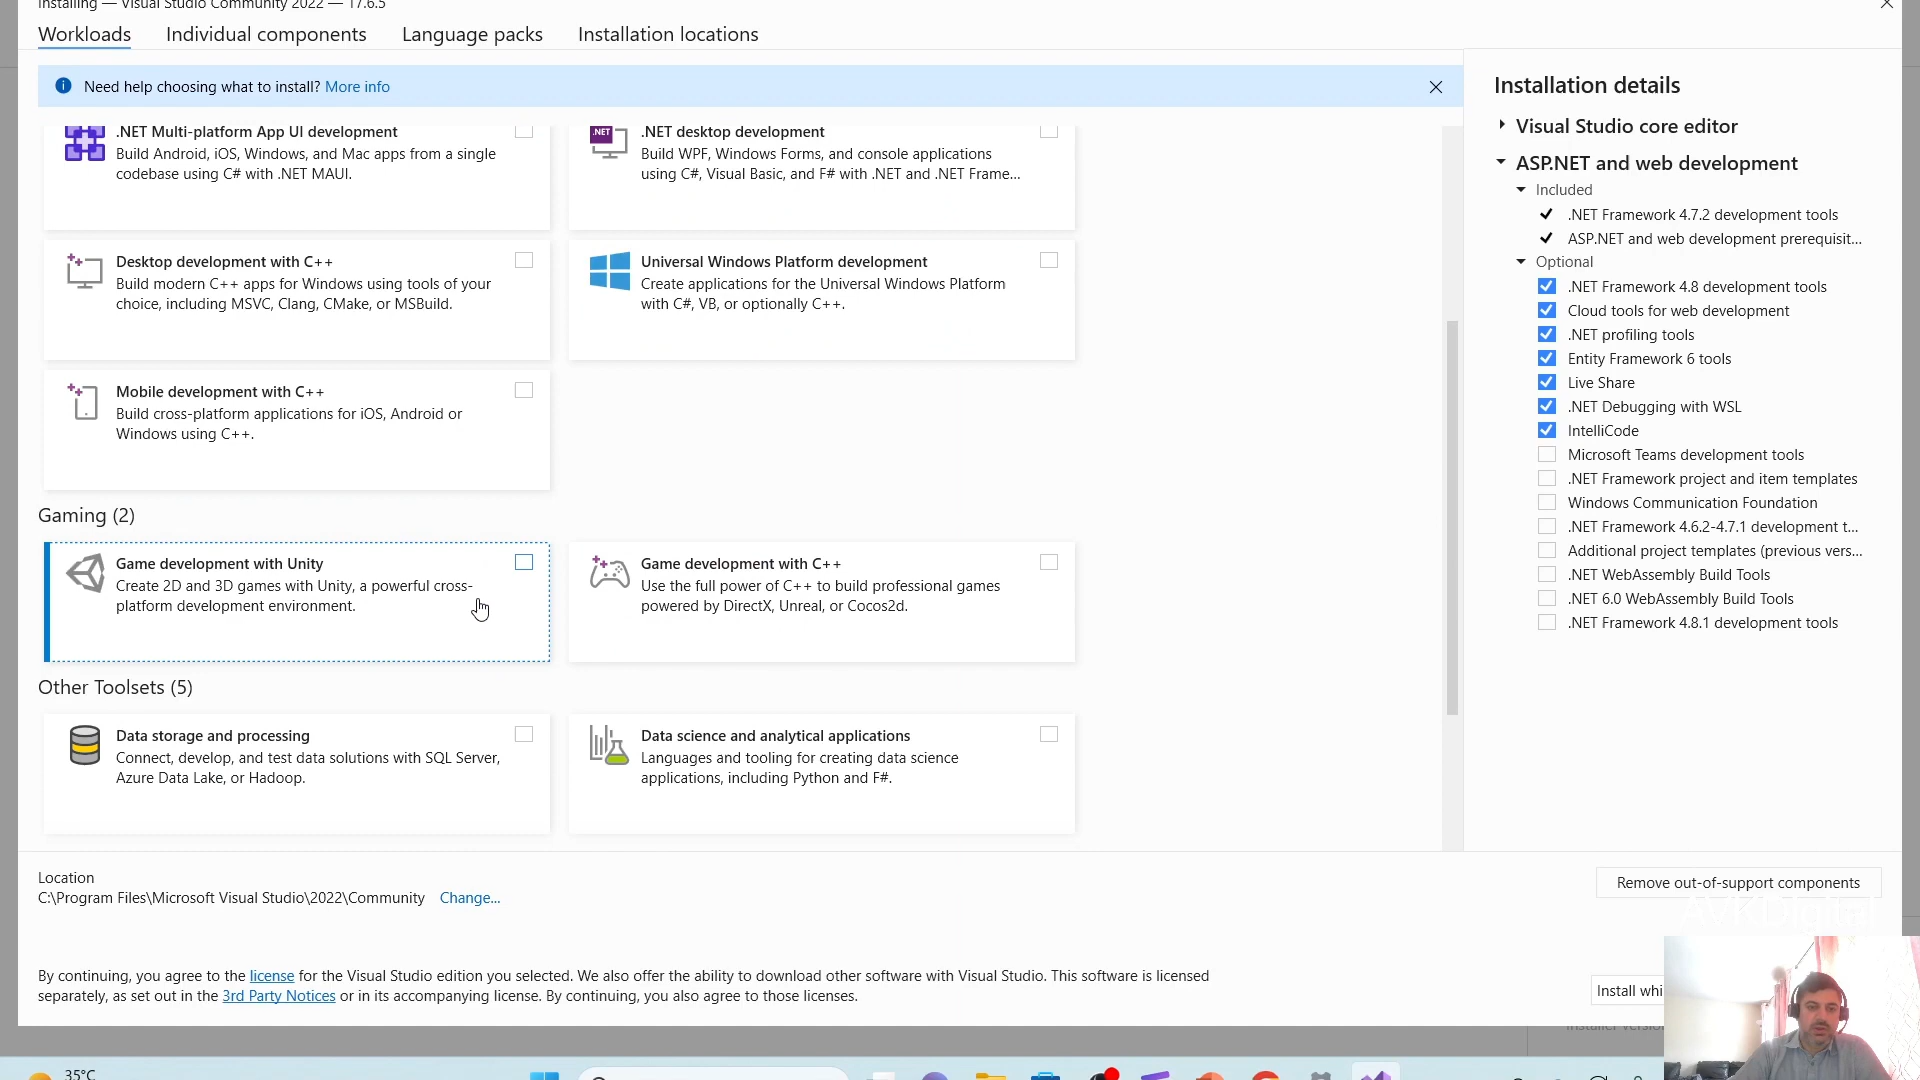 Installing — Visual Studio Community 2022 — 17.6.5
Workloads
Individual components
Language packs
Installation locations
Need help choosing what to install? More info
.NET Multi-platform App UI development
Build Android, iOS, Windows, and Mac apps from a single
codebase using C# with .NET MAUI.
.NET
.NET desktop development
Build WPF, Windows Forms, and console applications
using C#, Visual Basic, and F# with .NET and .NET Frame...
Desktop development with C++
Build modern C++ apps for Windows using tools of your
choice, including MSVC, Clang, CMake, or MSBuild.
Universal Windows Platform development
Create applications for the Universal Windows Platform
with C#, VB, or optionally C++.
Mobile development with C++
Build cross-platform applications for iOS, Android or
Windows using C++.
Gaming (2)
Game development with Unity
Create 2D and 3D games with Unity, a powerful cross-
platform development environment.
Game development with C++
Use the full power of C++ to build professional games
powered by DirectX, Unreal, or Cocos2d.
Other Toolsets (5)
Data storage and processing
Connect, develop, and test data solutions with SQL Server,
Azure Data Lake, or Hadoop.
Data science and analytical applications
Languages and tooling for creating data science
applications, including Python and F#.
Installation details
Visual Studio core editor
ASP.NET and web development
Included
.NET Framework 4.7.2 development tools
ASP.NET and web development prerequisit...
Optional
.NET Framework 4.8 development tools
Cloud tools for web development
.NET profiling tools
Entity Framework 6 tools
Live Share
.NET Debugging with WSL
IntelliCode
Microsoft Teams development tools
.NET Framework project and item templates
Windows Communication Foundation
.NET Framework 4.6.2-4.7.1 development t...
Additional project templates (previous vers...
.NET WebAssembly Build Tools
.NET 6.0 WebAssembly Build Tools
.NET Framework 4.8.1 development tools
Location
C:\Program Files\Microsoft Visual Studio\2022\Community Change...
Remove out-of-support components
AVKDigital
By continuing, you agree to the license for the Visual Studio edition you selected. We also offer the ability to download other software with Visual Studio. This software is licensed
separately, as set out in the 3rd Party Notices or in its accompanying license. By continuing, you also agree to those licenses.
Install whi
Installer version
35°C